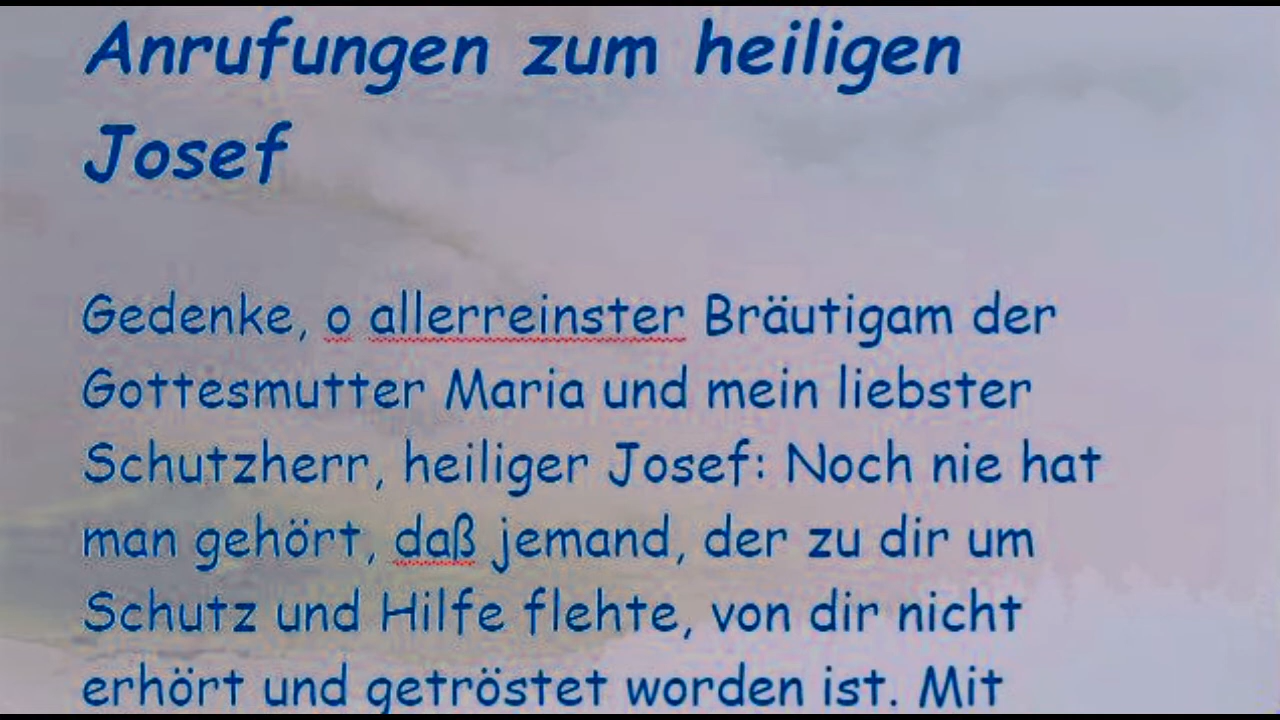 Anrufungen zum heiligen
Josef
Gedenke, o allerreinster Bräutigam der
Gottesmutter Maria und mein liebster
Schutzherr, heiliger Josef: Noch nie hat
man gehört, daß jemand, der zu dir um
Schutz und Hilfe flehte, von dir nicht
erhört und getröstet worden ist. Mit